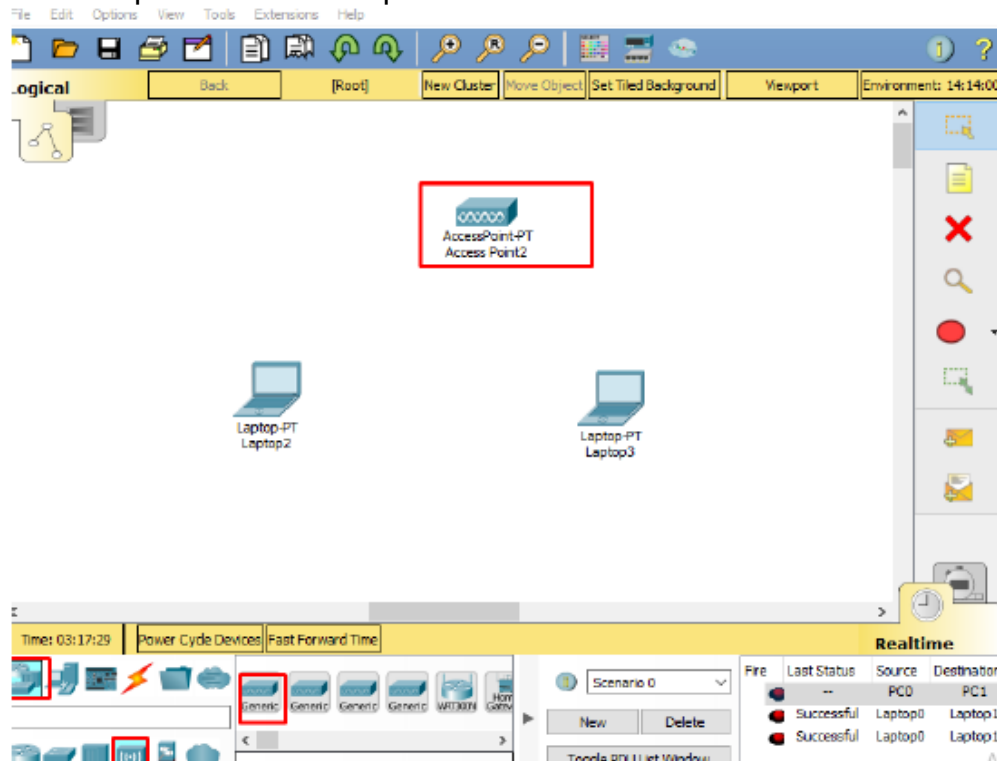 File Edit Options View Tools Extensions Help
Logical Back [Root] New Cluster Move Object Set Tiled Background Viewport Environment: 14:14:00
AccessPoint-PT
Access Point2
Laptop-PT
Laptop2
Laptop-PT
Laptop3
Time: 03:17:29 Power Cycle Devices Fast Forward Time Realtime
Scenario 0
Fire Last Status Source Destination
-- PC0 PC1
Generic Generic Generic Generic WRT300N
New Delete
Successful Laptop0 Laptop1
Successful Laptop0 Laptop1
Toggle PDU List Window